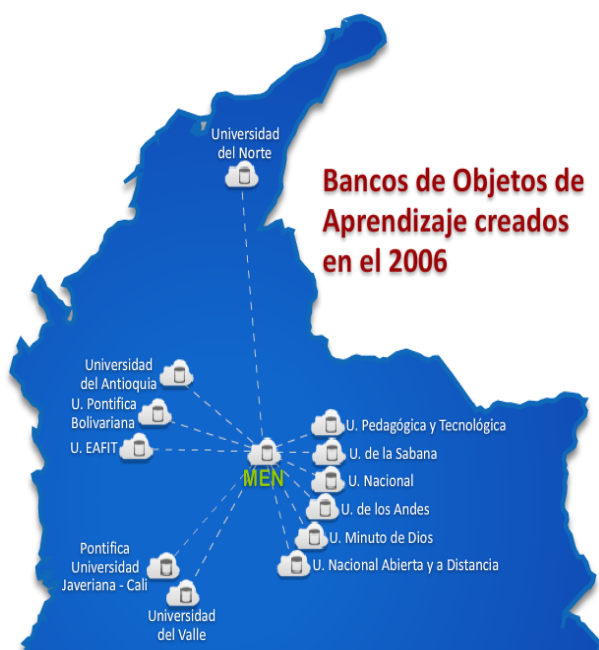 Universidad
del Norte
Bancos de Objetos de
Aprendizaje creados
en el 2006
Universidad
del Antioquia
U. Pontifica
Bolivariana
U. EAFIT
MEN
U. Pedagógica y Tecnológica
U. de la Sabana
U. Nacional
U. de los Andes
U. Minuto de Dios
U. Nacional Abierta y a Distancia
Pontifica
Universidad
Javeriana - Cali
Universidad
del Valle